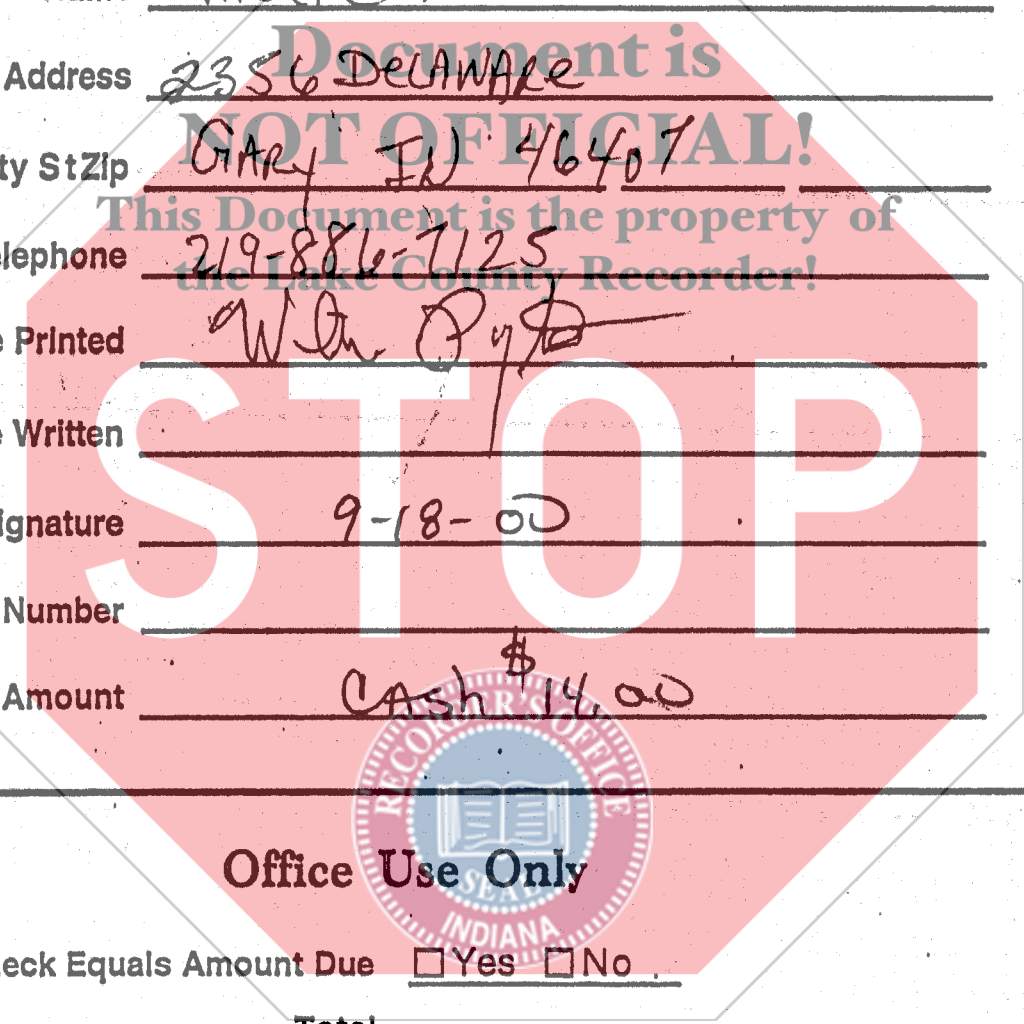 Address 2356 DELAWARE
Document is
ty StZip GARY IN 46407
NOT OFFICIAL!
This Document is the property of
elephone 219-886-7125
the Lake County Recorder!
e Printed
e Written
ignature 9-18-00
Number
Amount CAsh $14.00
STOP
RECORDER'S OFFICE
SEAL
INDIANA
Office Use Only
eck Equals Amount Due □ Yes □ No
Total